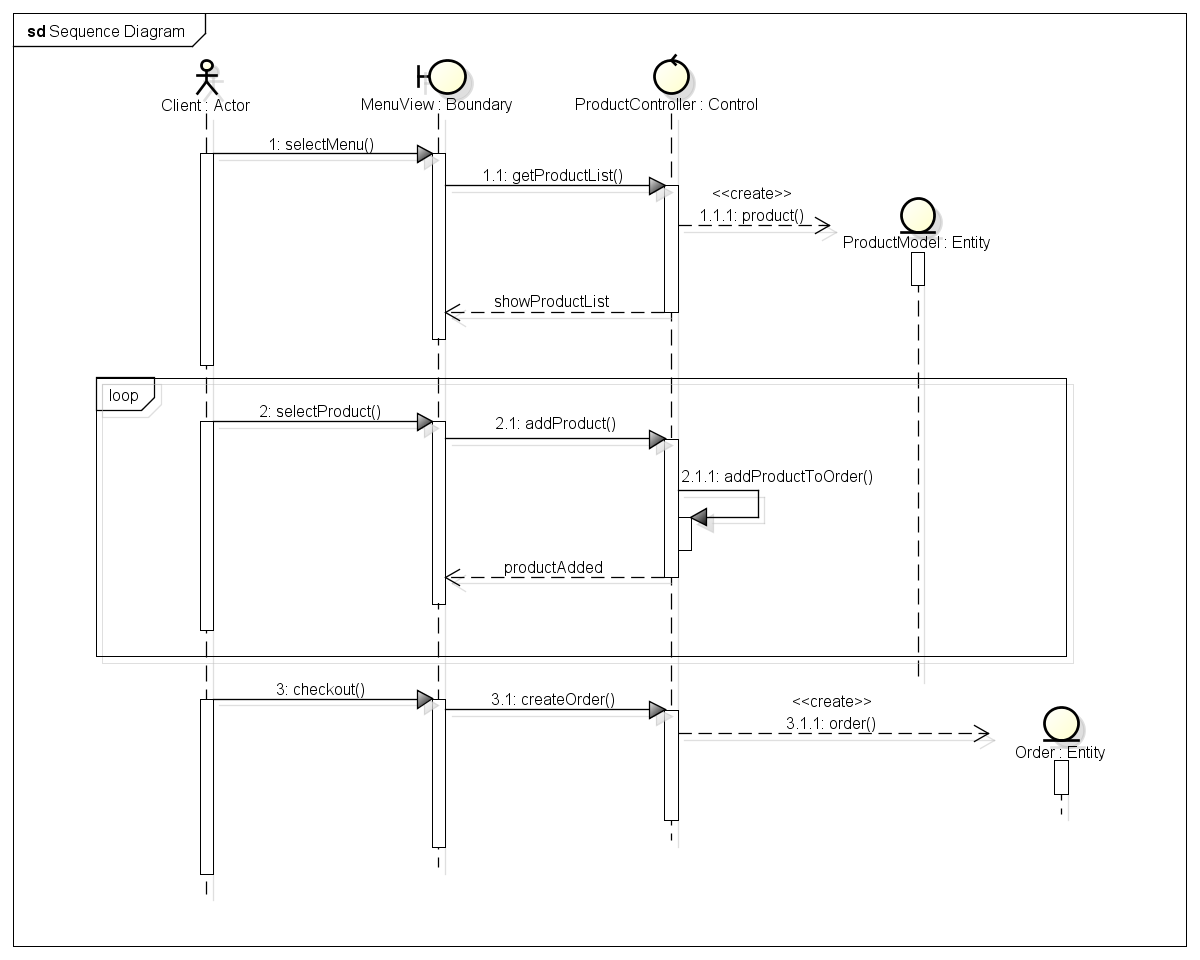 sd Sequence Diagram
Client : Actor
MenuView : Boundary
ProductController : Control
1: selectMenu()
1.1: getProductList()
<<create>>
1.1.1: product()
ProductModel : Entity
showProductList
loop
2: selectProduct()
2.1: addProduct()
2.1.1: addProductToOrder()
productAdded
3: checkout()
3.1: createOrder()
<<create>>
3.1.1: order()
Order : Entity